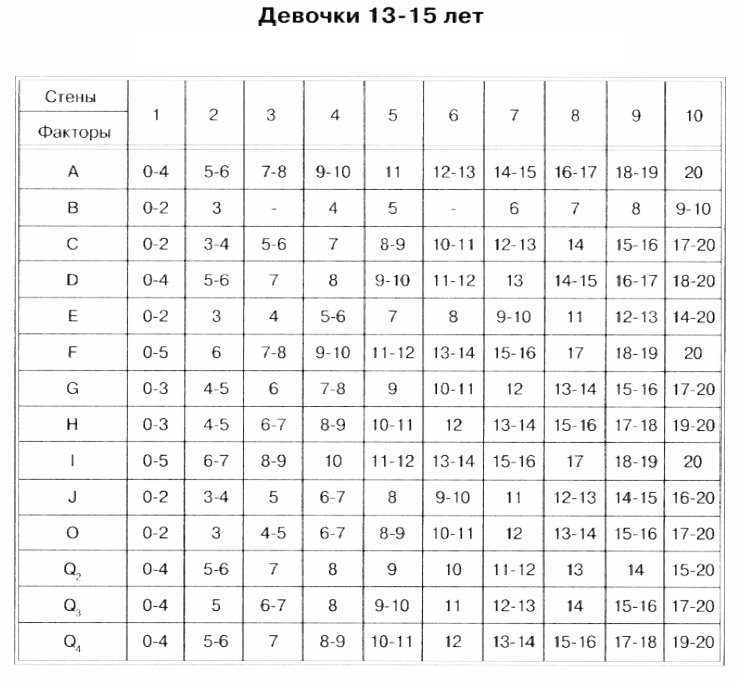 Девочки 13-15 лет
Стены 1 2 3 4 5 6 7 8 9 10
Факторы
A 0-4 5-6 7-8 9-10 11 12-13 14-15 16-17 18-19 20
B 0-2 3 - 4 5 - 6 7 8 9-10
C 0-2 3-4 5-6 7 8-9 10-11 12-13 14 15-16 17-20
D 0-4 5-6 7 8 9-10 11-12 13 14-15 16-17 18-20
E 0-2 3 4 5-6 7 8 9-10 11 12-13 14-20
F 0-5 6 7-8 9-10 11-12 13-14 15-16 17 18-19 20
G 0-3 4-5 6 7-8 9 10-11 12 13-14 15-16 17-20
H 0-3 4-5 6-7 8-9 10-11 12 13-14 15-16 17-18 19-20
I 0-5 6-7 8-9 10 11-12 13-14 15-16 17 18-19 20
J 0-2 3-4 5 6-7 8 9-10 11 12-13 14-15 16-20
O 0-2 3 4-5 6-7 8-9 10-11 12 13-14 15-16 17-20
Q₂ 0-4 5-6 7 8 9 10 11-12 13 14 15-20
Q₃ 0-4 5 6-7 8 9-10 11 12-13 14 15-16 17-20
Q₄ 0-4 5-6 7 8-9 10-11 12 13-14 15-16 17-18 19-20